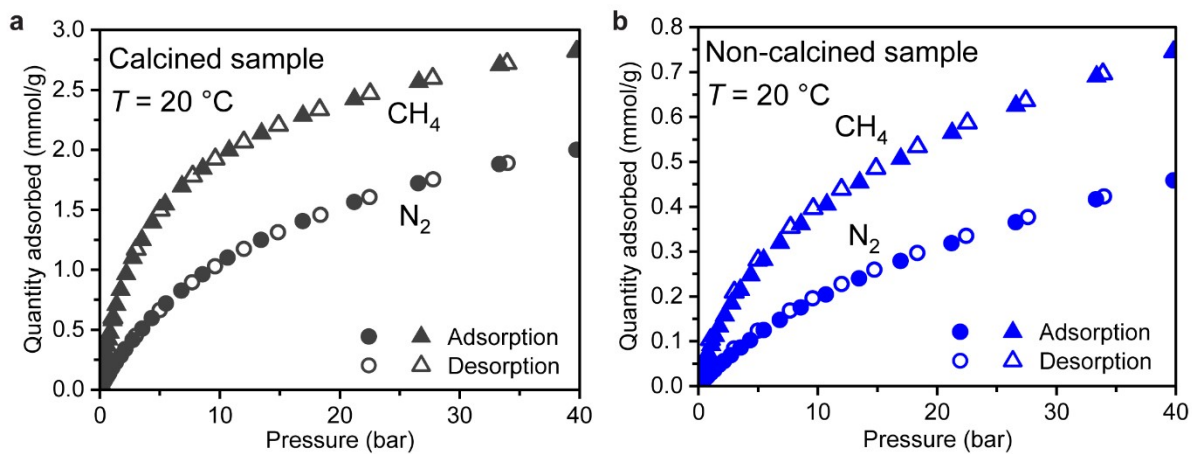 a
Calcined sample
T = 20 °C
CH4
N2
Adsorption
Desorption
Quantity adsorbed (mmol/g)
3.0
2.5
2.0
1.5
1.0
0.5
0.0
0 10 20 30 40
Pressure (bar)
b
Non-calcined sample
T = 20 °C
CH4
N2
Adsorption
Desorption
Quantity adsorbed (mmol/g)
0.8
0.7
0.6
0.5
0.4
0.3
0.2
0.1
0.0
0 10 20 30 40
Pressure (bar)